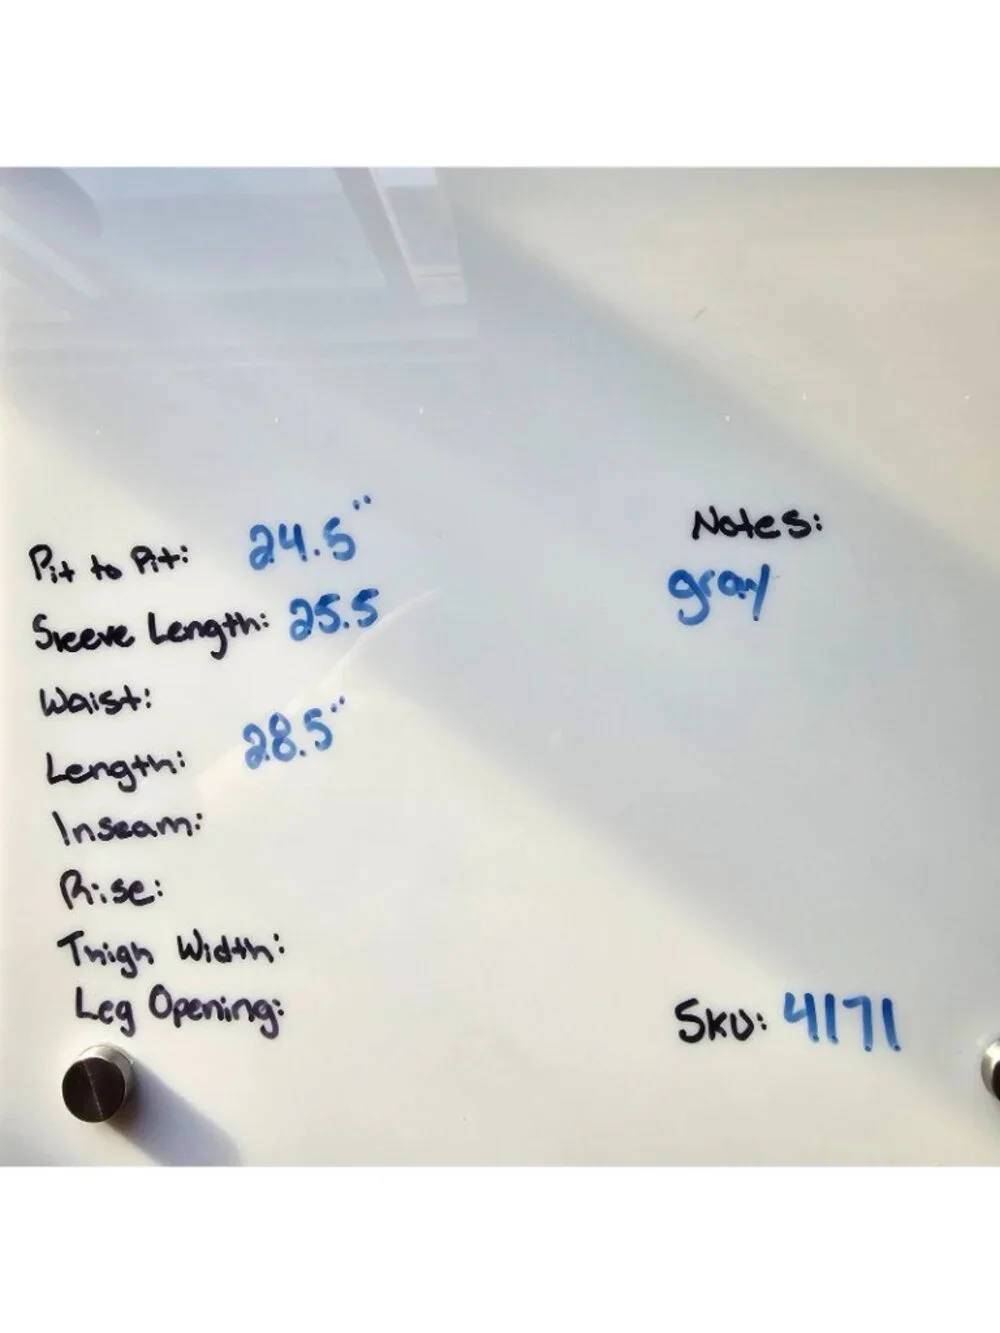 Pit to Pit: 24.5"
Sleeve Length: 25.5
Waist:
Length: 28.5"
Inseam:
Rise:
Thigh Width:
Leg Opening:
Notes:
gray
SKU: 4171